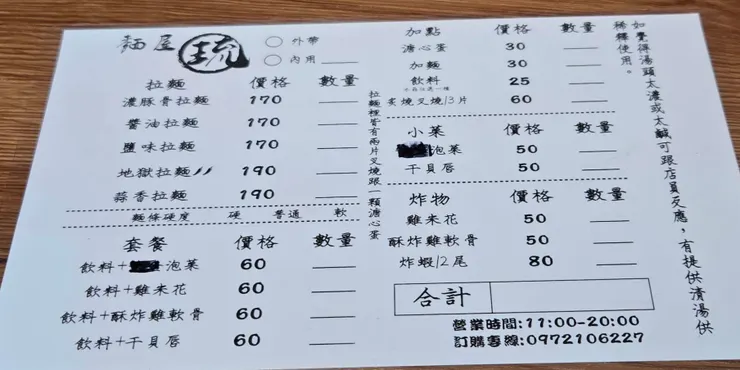 麵屋 琉
外帶
內用
拉麵 價格 數量
濃豚骨拉麵 170
醬油拉麵 170
鹽味拉麵 170
地獄拉麵 190
蒜香拉麵 190
麵條硬度 硬 普通 軟
套餐 價格 數量
飲料+泡菜 60
飲料+雞米花 60
飲料+酥炸雞軟骨 60
飲料+干貝唇 60
拉麵裡皆有兩片叉燒跟一顆溏心蛋
加點 價格 數量
溏心蛋 30
加麵 30
飲料 25
炙燒叉燒/3片 60
小菜 價格 數量
泡菜 50
干貝唇 50
炸物 價格 數量
雞米花 50
酥炸雞軟骨 50
炸蝦/2尾 80
合計
營業時間:11:00-20:00
訂購專線:0972106227
如覺得湯頭太濃或太鹹可跟店員反應,有提供清湯供
稀釋使用。